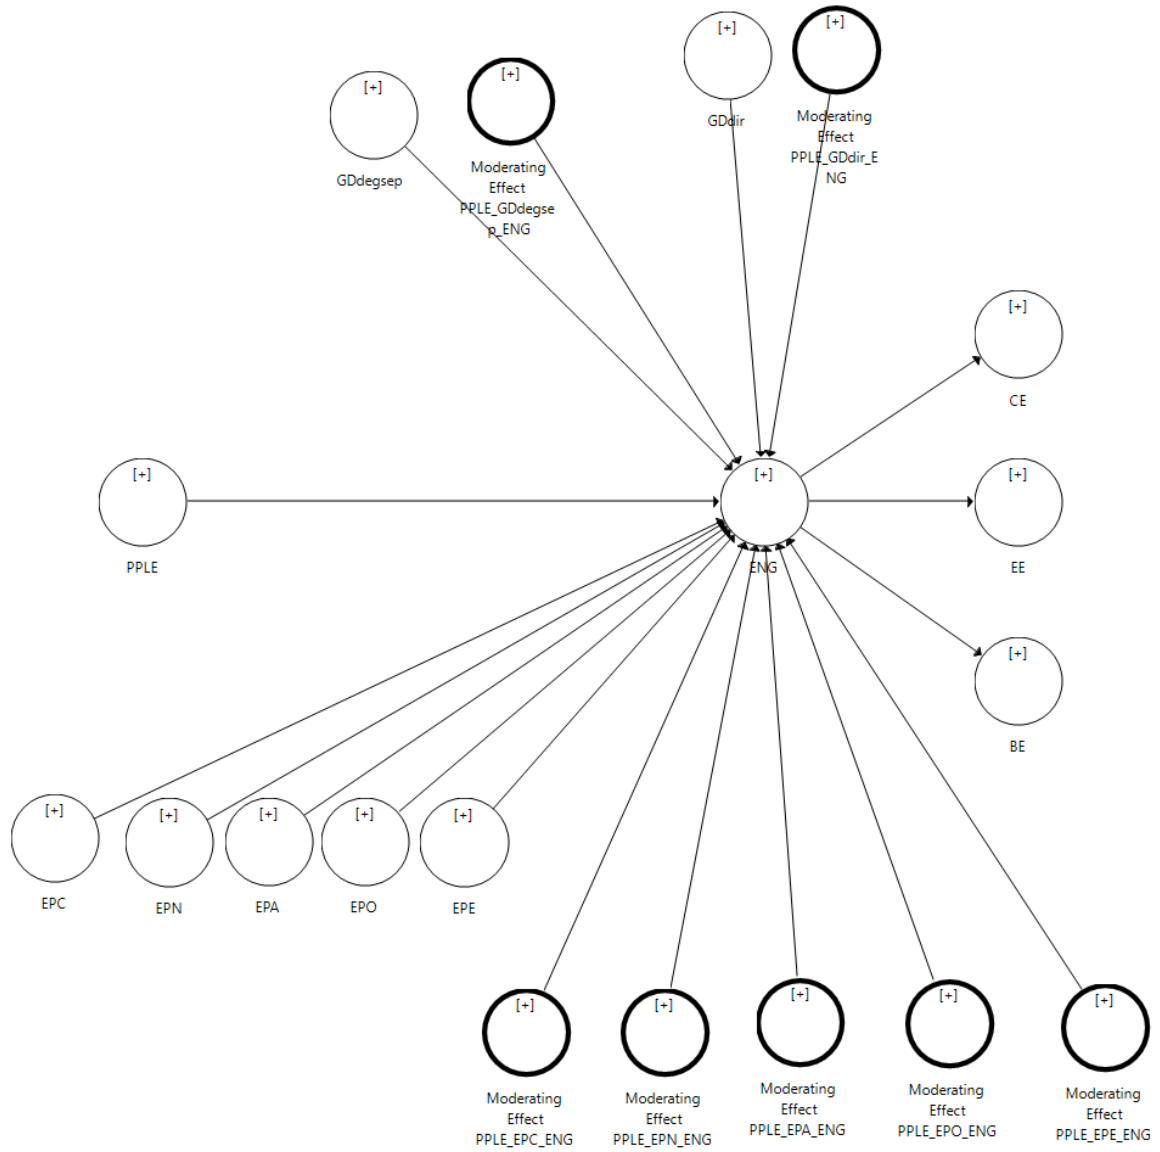 [+]
GDdegsep
[+]
Moderating
Effect
PPLE_GDdegse
p_ENG
[+]
GDdir
[+]
Moderating
Effect
PPLE_GDdir_E
NG
[+]
CE
[+]
PPLE
[+]
ENG
[+]
EE
[+]
BE
[+]
EPC
[+]
EPN
[+]
EPA
[+]
EPO
[+]
EPE
[+]
Moderating
Effect
PPLE_EPC_ENG
[+]
Moderating
Effect
PPLE_EPN_ENG
[+]
Moderating
Effect
PPLE_EPA_ENG
[+]
Moderating
Effect
PPLE_EPO_ENG
[+]
Moderating
Effect
PPLE_EPE_ENG